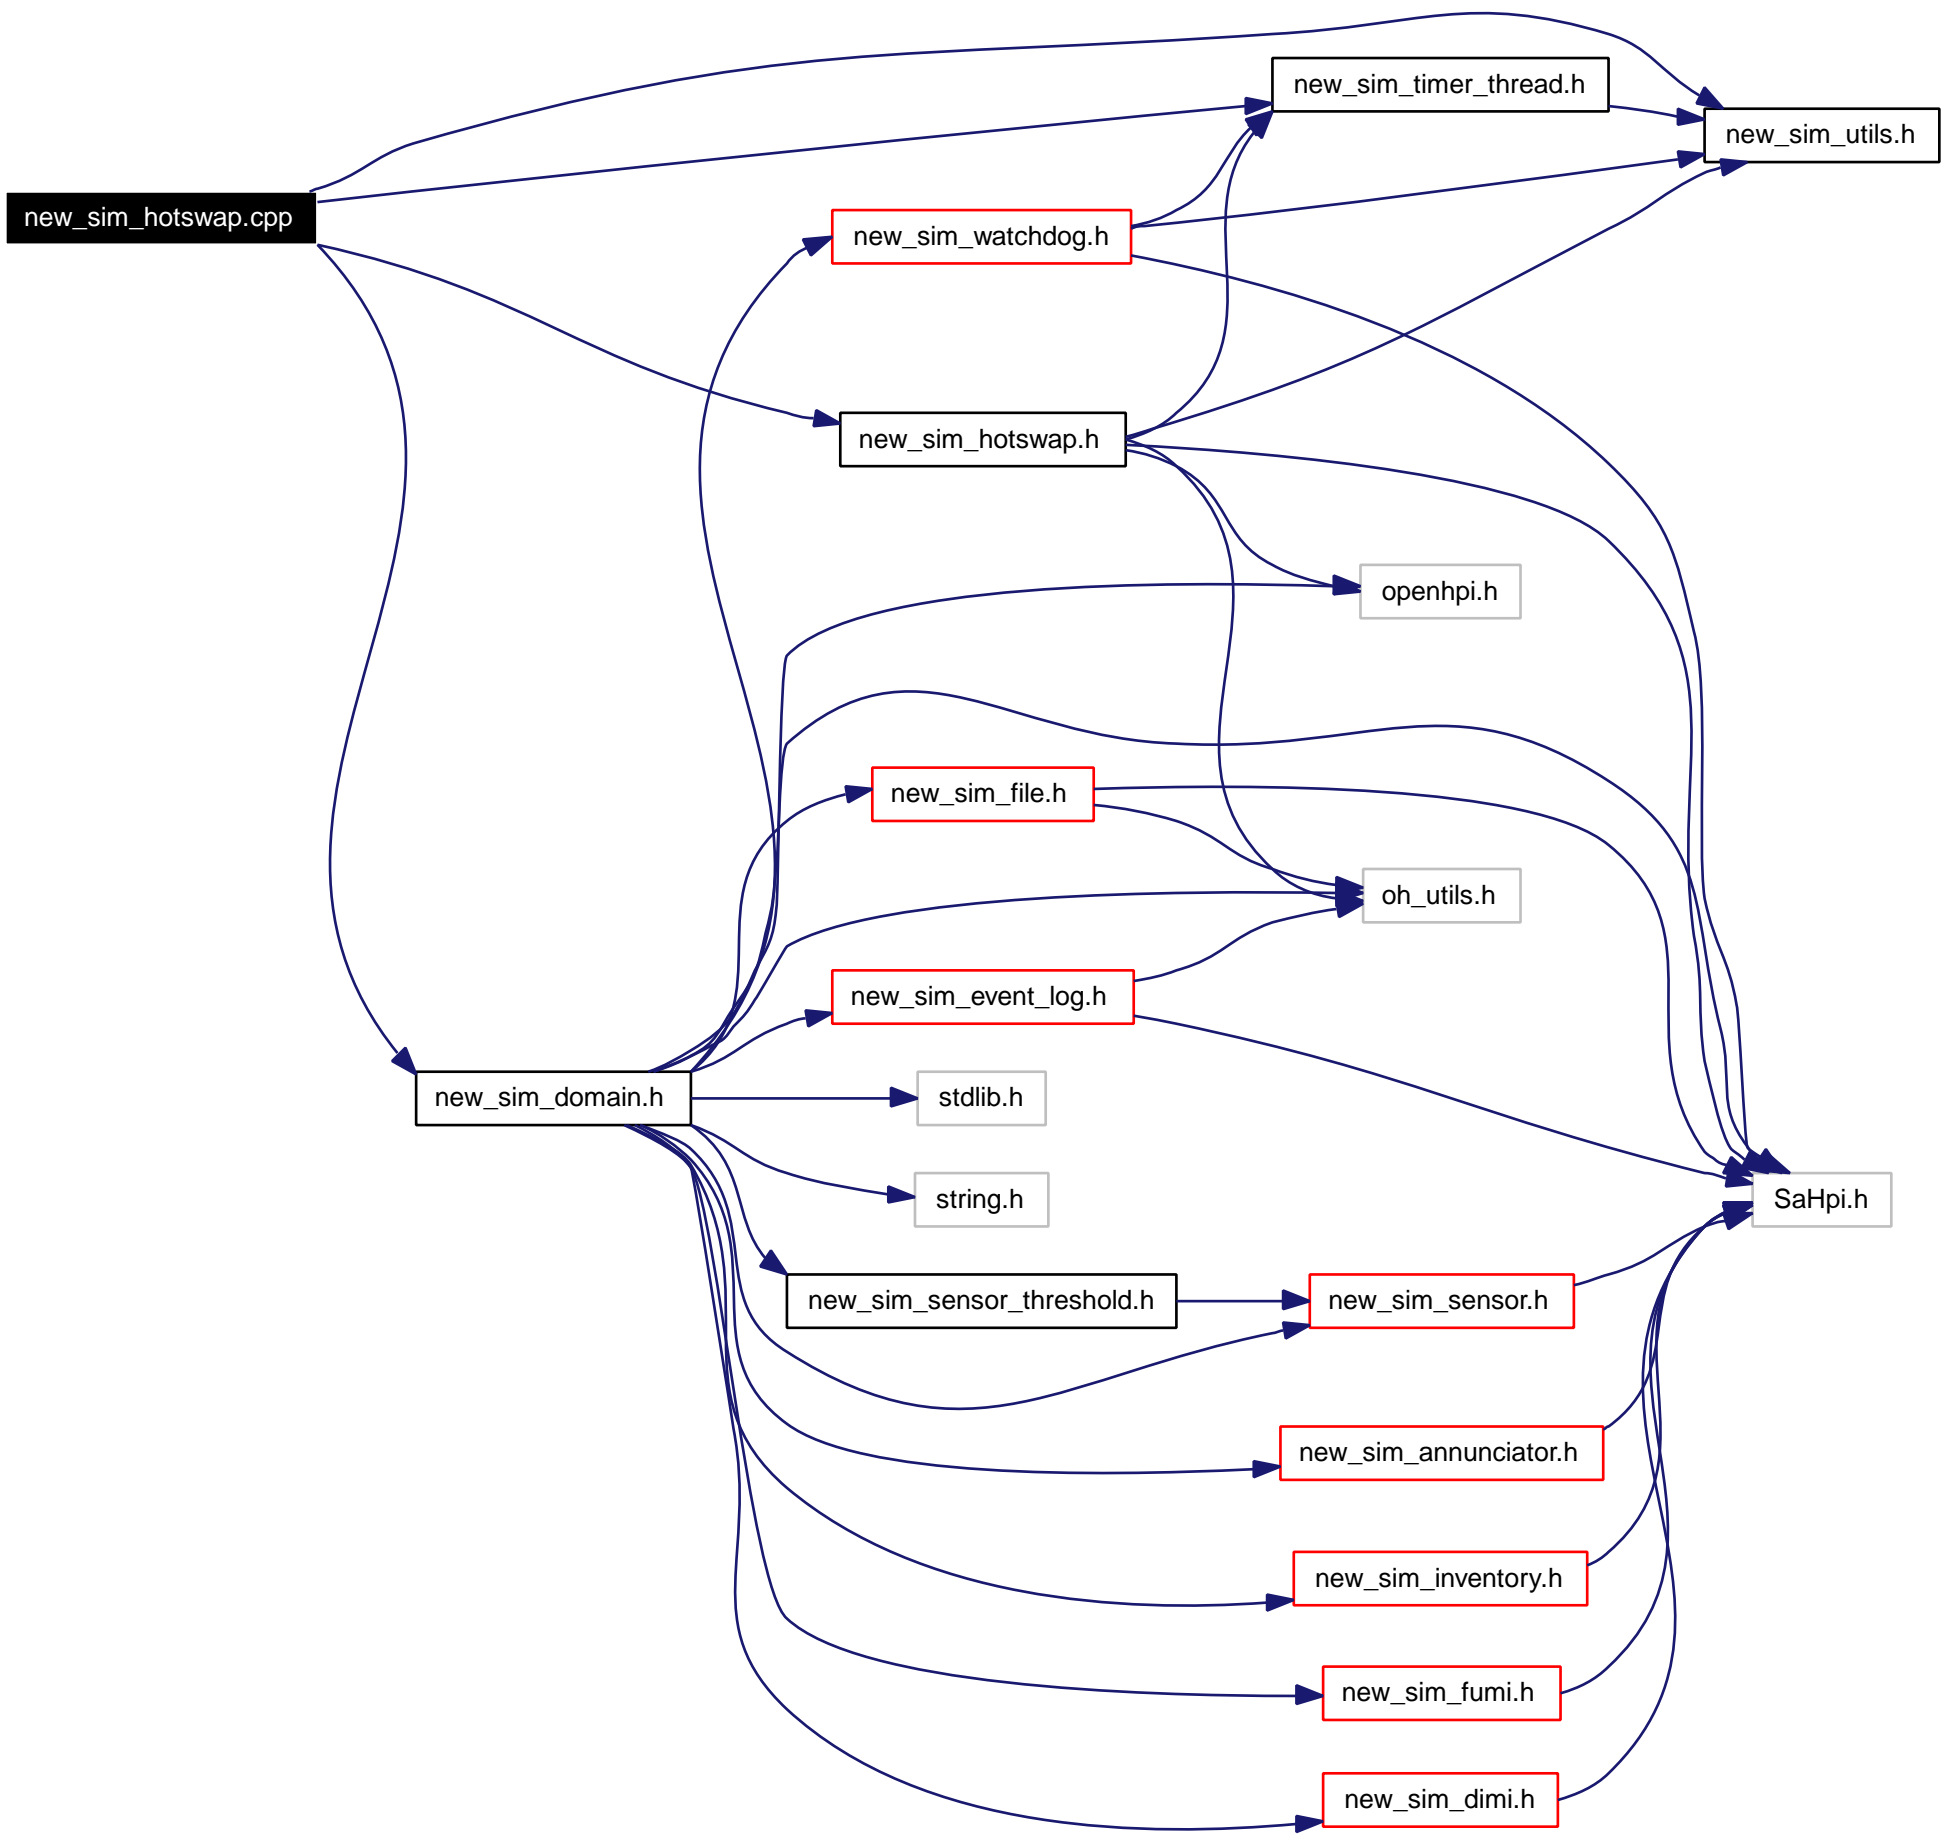 new_sim_timer_thread.h
new_sim_utils.h
new_sim_hotswap.cpp
new_sim_watchdog.h
new_sim_hotswap.h
openhpi.h
new_sim_file.h
oh_utils.h
new_sim_event_log.h
new_sim_domain.h
stdlib.h
string.h
SaHpi.h
new_sim_sensor_threshold.h
new_sim_sensor.h
new_sim_annunciator.h
new_sim_inventory.h
new_sim_fumi.h
new_sim_dimi.h